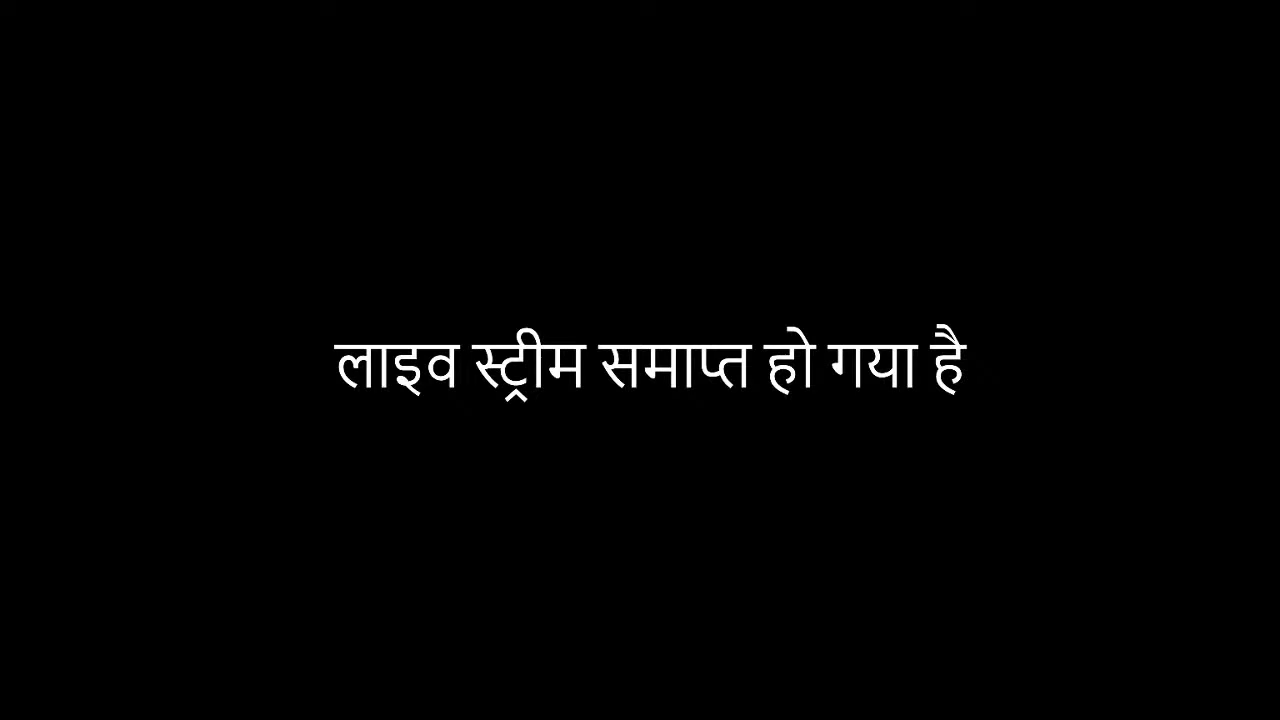 लाइव स्ट्रीम समाप्त हो गया है